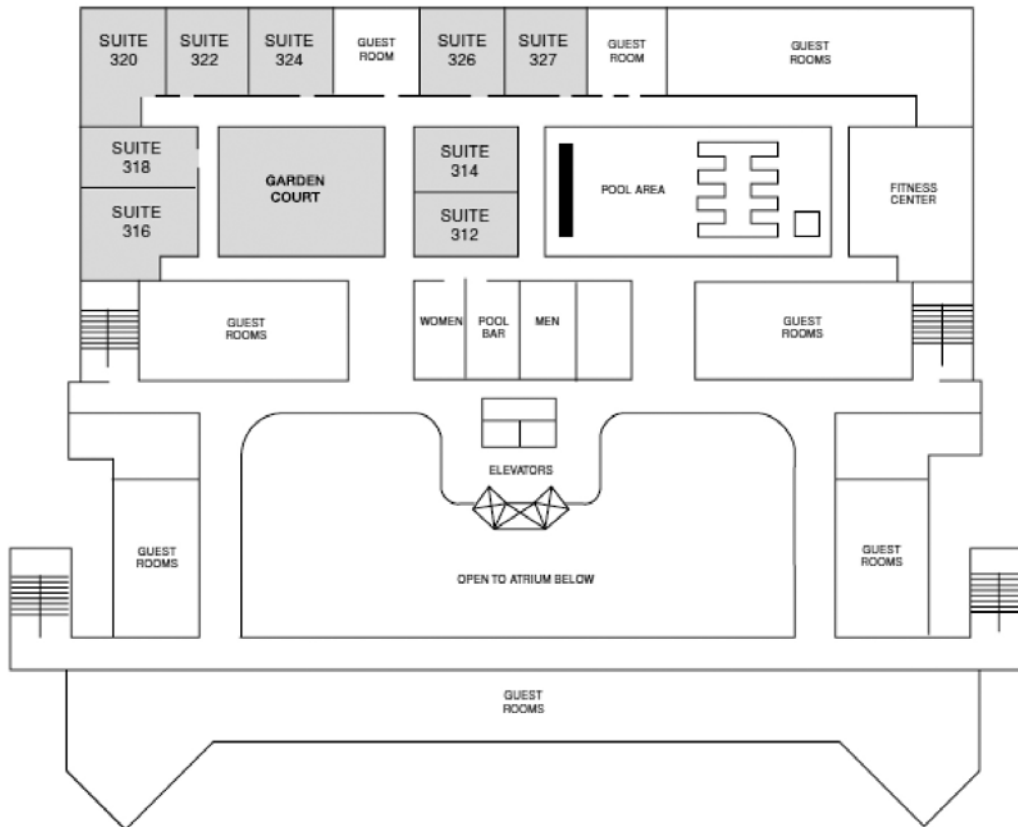 SUITE
320
SUITE
322
SUITE
324
GUEST
ROOM
SUITE
326
SUITE
327
GUEST
ROOM
GUEST
ROOMS
SUITE
318
GARDEN
COURT
SUITE
314
POOL AREA
FITNESS
CENTER
SUITE
316
SUITE
312
GUEST
ROOMS
WOMEN
POOL
BAR
MEN
GUEST
ROOMS
ELEVATORS
GUEST
ROOMS
GUEST
ROOMS
OPEN TO ATRIUM BELOW
GUEST
ROOMS